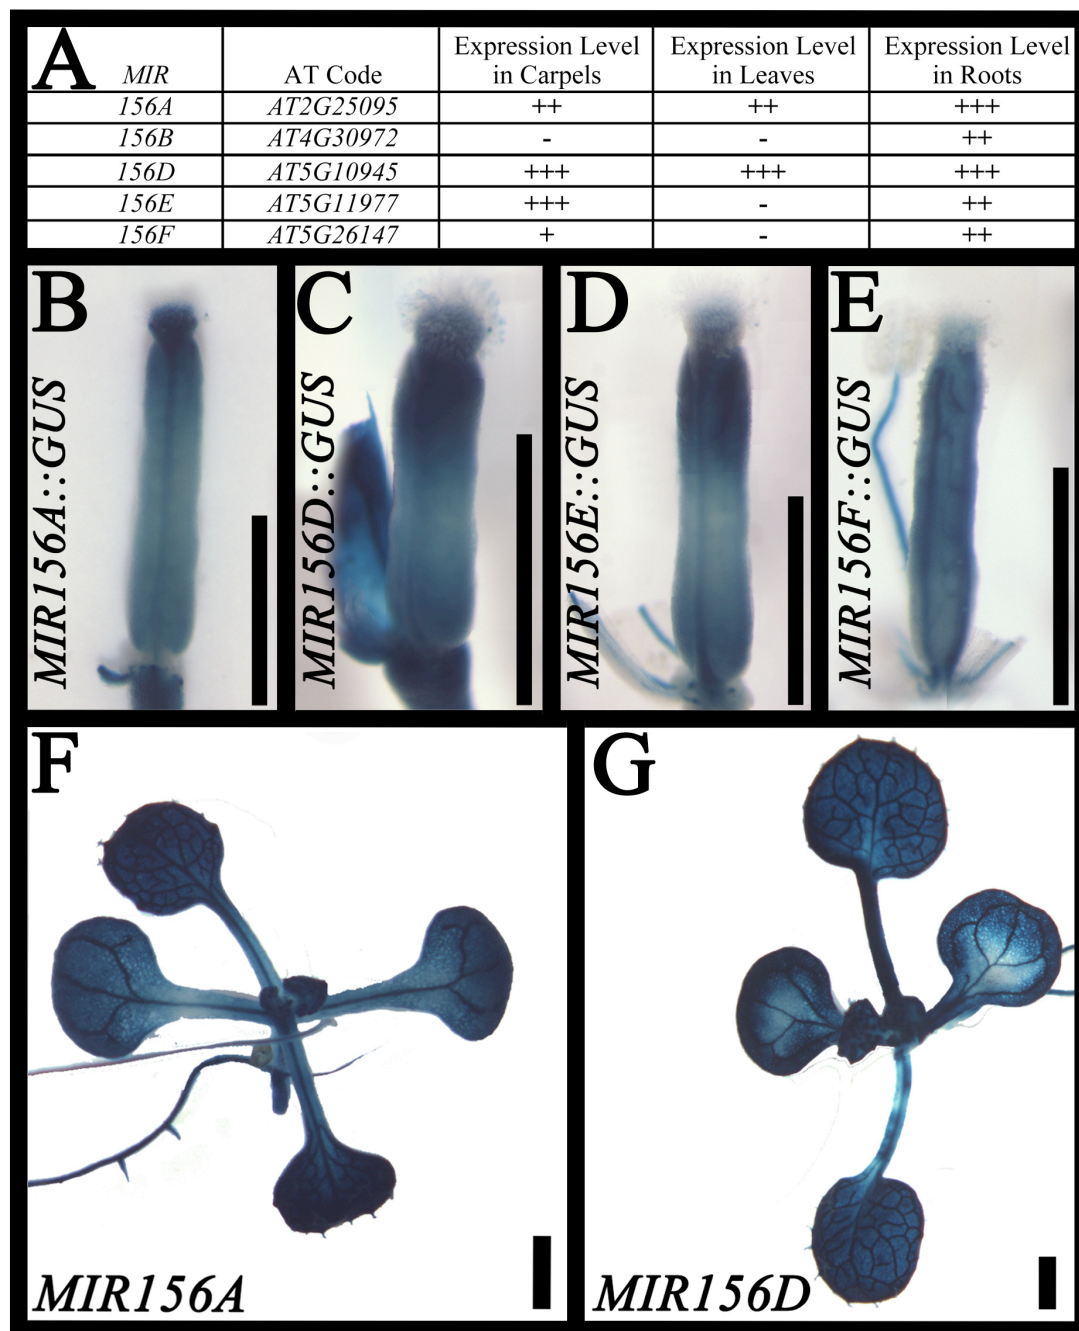 A
MIR AT Code Expression Level in Carpels Expression Level in Leaves Expression Level in Roots
156A AT2G25095 ++ ++ +++
156B AT4G30972 - - ++
156D AT5G10945 +++ +++ +++
156E AT5G11977 +++ - ++
156F AT5G26147 + - ++
B
MIR156A::GUS
C
MIR156D::GUS
D
MIR156E::GUS
E
MIR156F::GUS
F
MIR156A
G
MIR156D